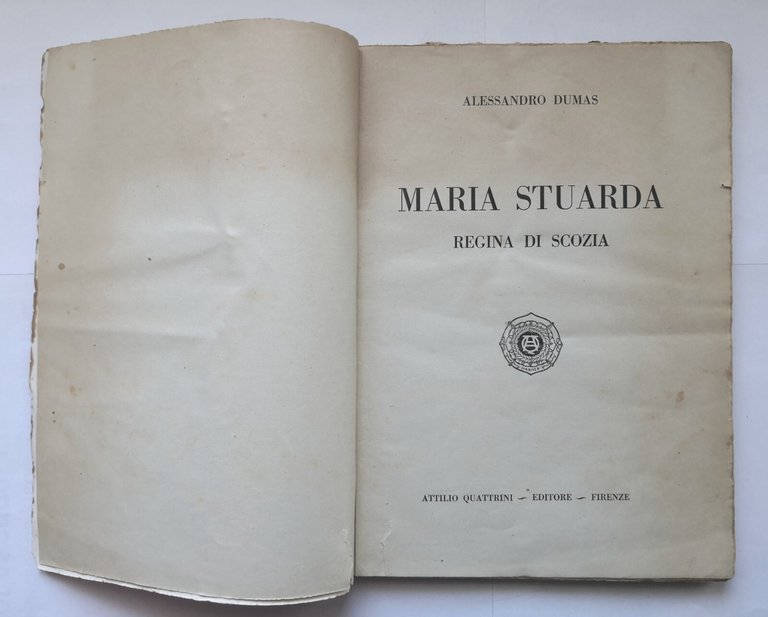 ALESSANDRO DUMAS
MARIA STUARDA
REGINA DI SCOZIA
ATTILIO QUATTRINI — EDITORE — FIRENZE